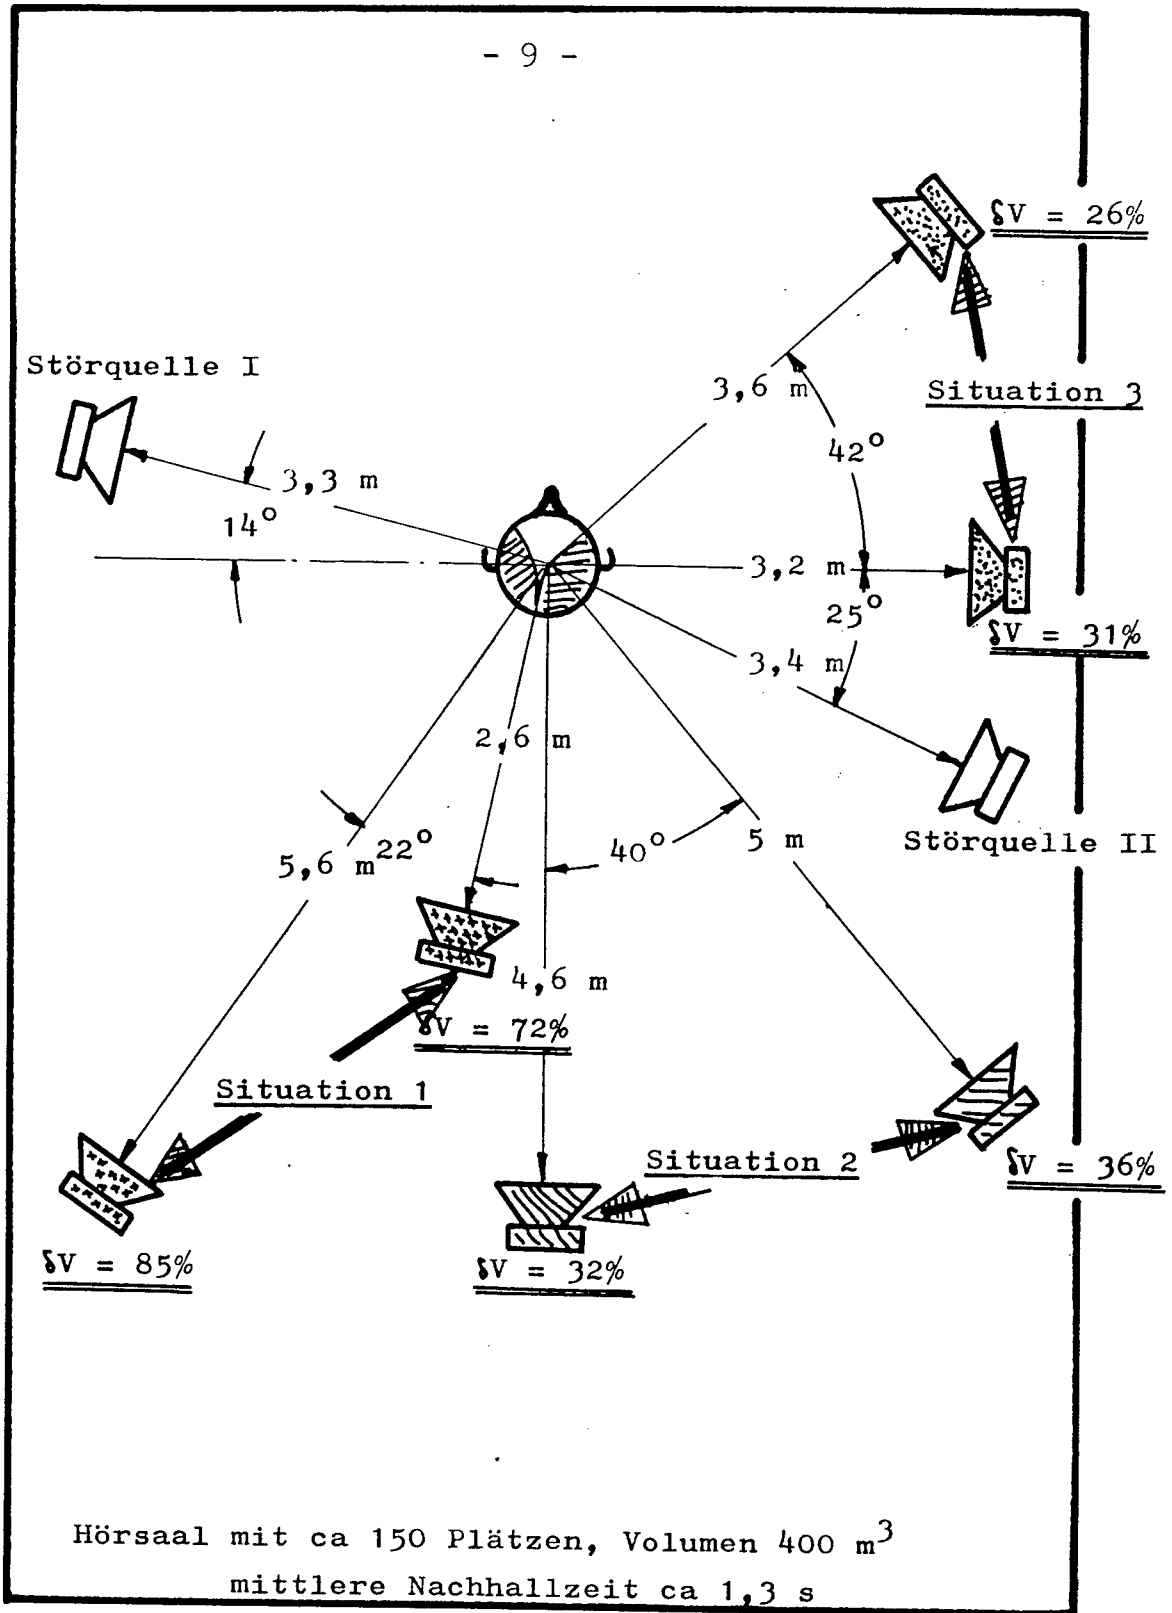 - 9 -
δV = 26%
Störquelle I
3,6 m
Situation 3
42°
3,3 m
14°
3,2 m
25°
δV = 31%
3,4 m
2,6 m
Störquelle II
5 m
40°
5,6 m
22°
4,6 m
δV = 72%
Situation 1
Situation 2
δV = 36%
δV = 85%
δV = 32%
Hörsaal mit ca 150 Plätzen, Volumen 400 m³
mittlere Nachhallzeit ca 1,3 s